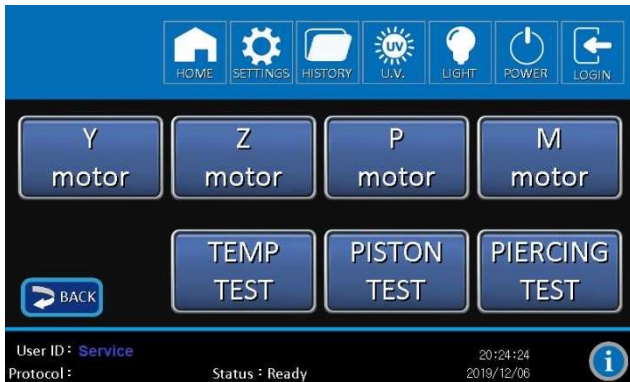 UV
HOME SETTINGS HISTORY U.V. LIGHT POWER LOGIN
Y motor
Z motor
P motor
M motor
TEMP TEST
PISTON TEST
PIERCING TEST
BACK
User ID : Service
20:24:24
Protocol :
Status : Ready
2019/12/06
i